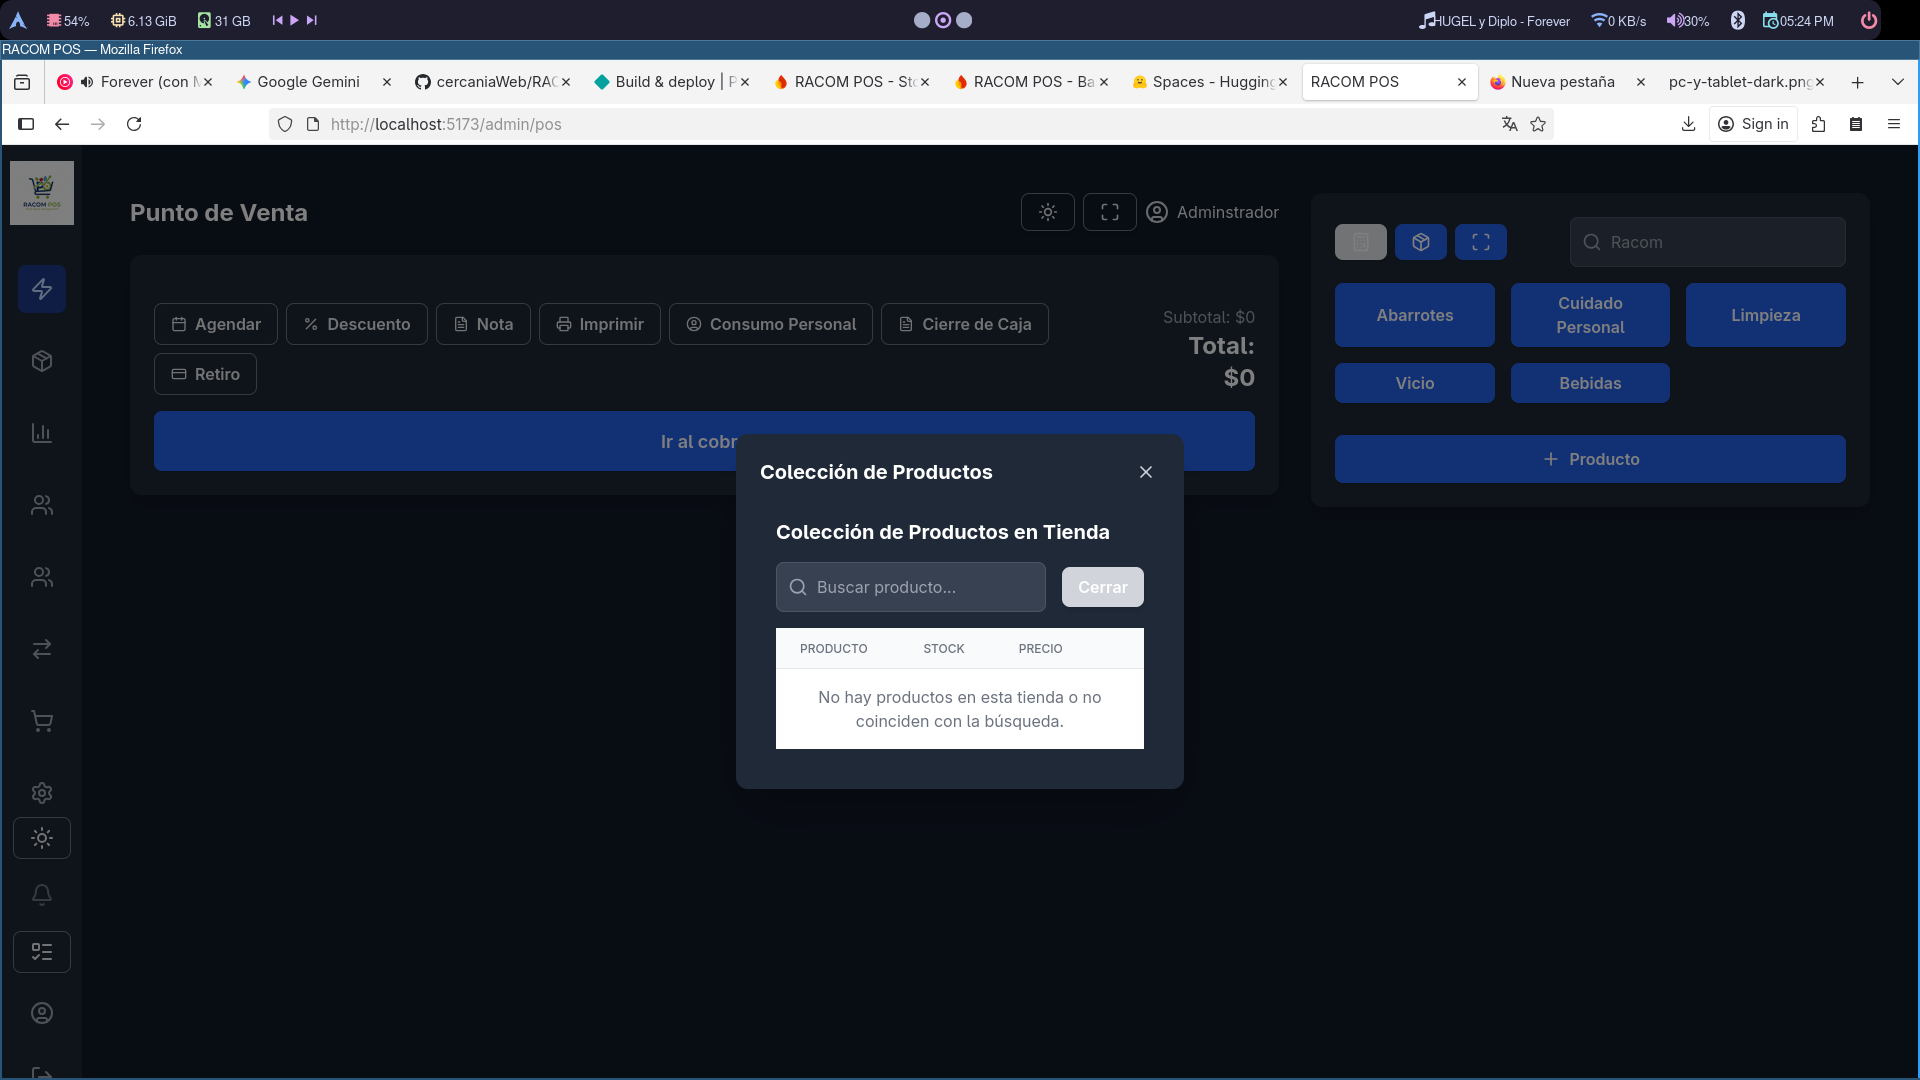 54% 6.13 GiB 31 GB HUGEL y Diplo - Forever 0 KB/s 30% 05:24 PM
RACOM POS — Mozilla Firefox
Forever (con Google Gemini cercaniaWeb/RAC Build & deploy | P RACOM POS - Sto RACOM POS - Ba Spaces - Hugging RACOM POS Nueva pestaña pc-y-tablet-dark.png
http://localhost:5173/admin/pos Sign in
RACOM POS
Punto de Venta Adminstrador
Racom
Agendar Descuento Nota Imprimir Consumo Personal Cierre de Caja
Retiro
Subtotal: $0
Total:
$0
Ir al cobr
Abarrotes
Cuidado
Personal
Limpieza
Vicio Bebidas
+ Producto
Colección de Productos
Colección de Productos en Tienda
Buscar producto... Cerrar
PRODUCTO STOCK PRECIO
No hay productos en esta tienda o no
coinciden con la búsqueda.